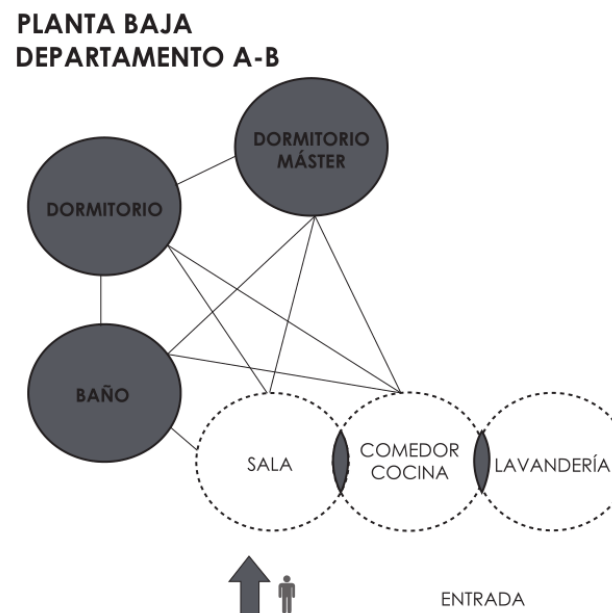 PLANTA BAJA
DEPARTAMENTO A-B
DORMITORIO
MÁSTER
DORMITORIO
BAÑO
SALA
COMEDOR
COCINA
LAVANDERÍA
ENTRADA